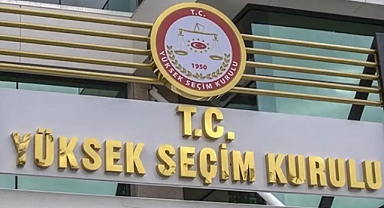 T.C.
YÜKSEK SEÇİM KURULU
1950
T.C.
YÜKSEK SEÇİM KURULU